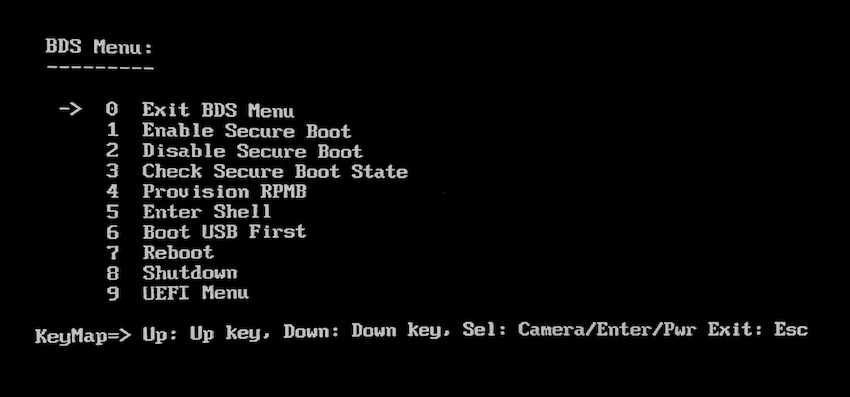 BDS Menu:
---------
-> 0 Exit BDS Menu
1 Enable Secure Boot
2 Disable Secure Boot
3 Check Secure Boot State
4 Provision RPMB
5 Enter Shell
6 Boot USB First
7 Reboot
8 Shutdown
9 UEFI Menu
KeyMap=> Up: Up key, Down: Down key, Sel: Camera/Enter/Pwr Exit: Esc